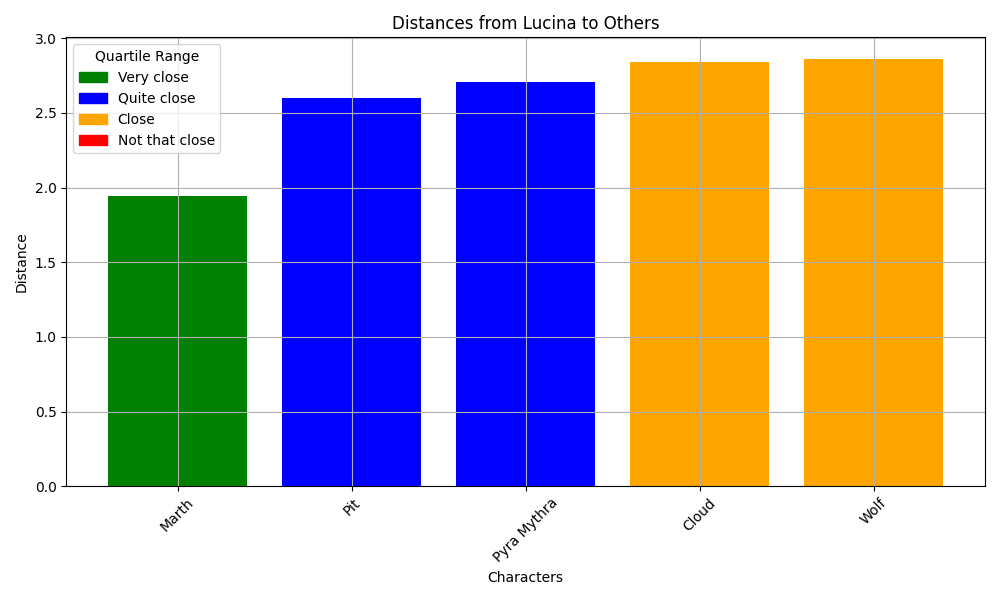 Distances from Lucina to Others
Quartile Range
Very close
Quite close
Close
Not that close
3.0
2.5
2.0
1.5
1.0
0.5
0.0
Distance
Marth
Pit
Pyra Mythra
Cloud
Wolf
Characters